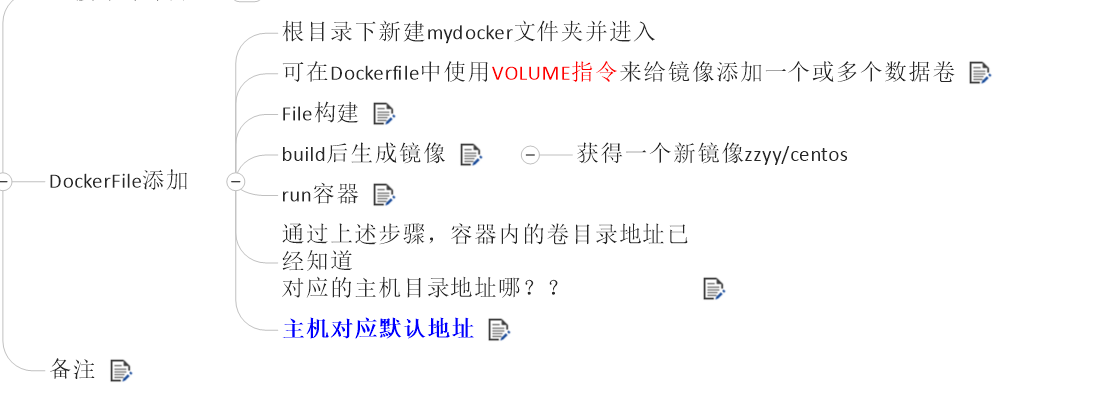 根目录下新建mydocker文件夹并进入
可在Dockerfile中使用VOLUME指令来给镜像添加一个或多个数据卷
File构建
build后生成镜像
获得一个新镜像zzyy/centos
DockerFile添加
run容器
通过上述步骤，容器内的卷目录地址已
经知道
对应的主机目录地址哪？？
主机对应默认地址
备注